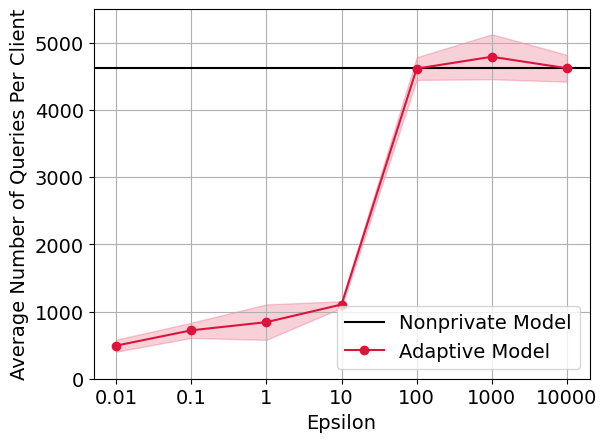 Average Number of Queries Per Client
5000
4000
3000
2000
1000
0
0.01 0.1 1 10 100 1000 10000
Epsilon
Nonprivate Model
Adaptive Model